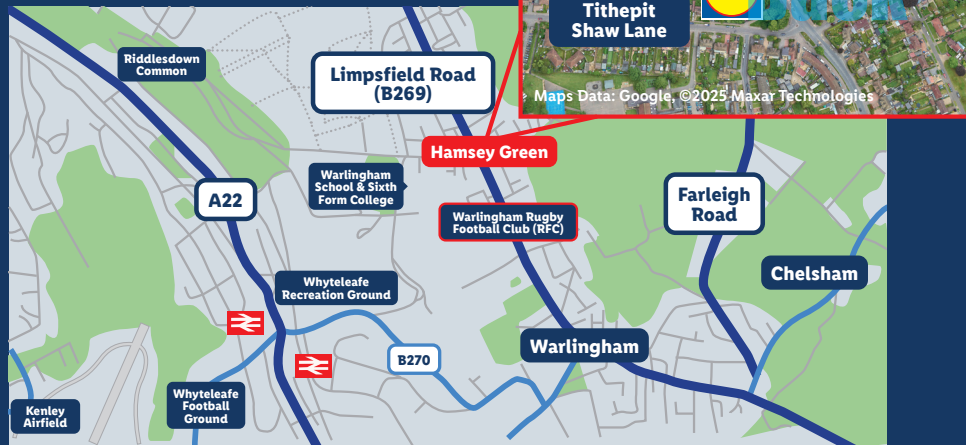 Tithepit
Shaw Lane
Maps Data: Google, ©2025 Maxar Technologies
Riddlesdown
Common
Limpsfield Road
(B269)
Hamsey Green
Warlingham
School & Sixth
Form College
A22
Farleigh
Road
Warlingham Rugby
Football Club (RFC)
Chelsham
Whyteleafe
Recreation Ground
Warlingham
B270
Whyteleafe
Football
Ground
Kenley
Airfield